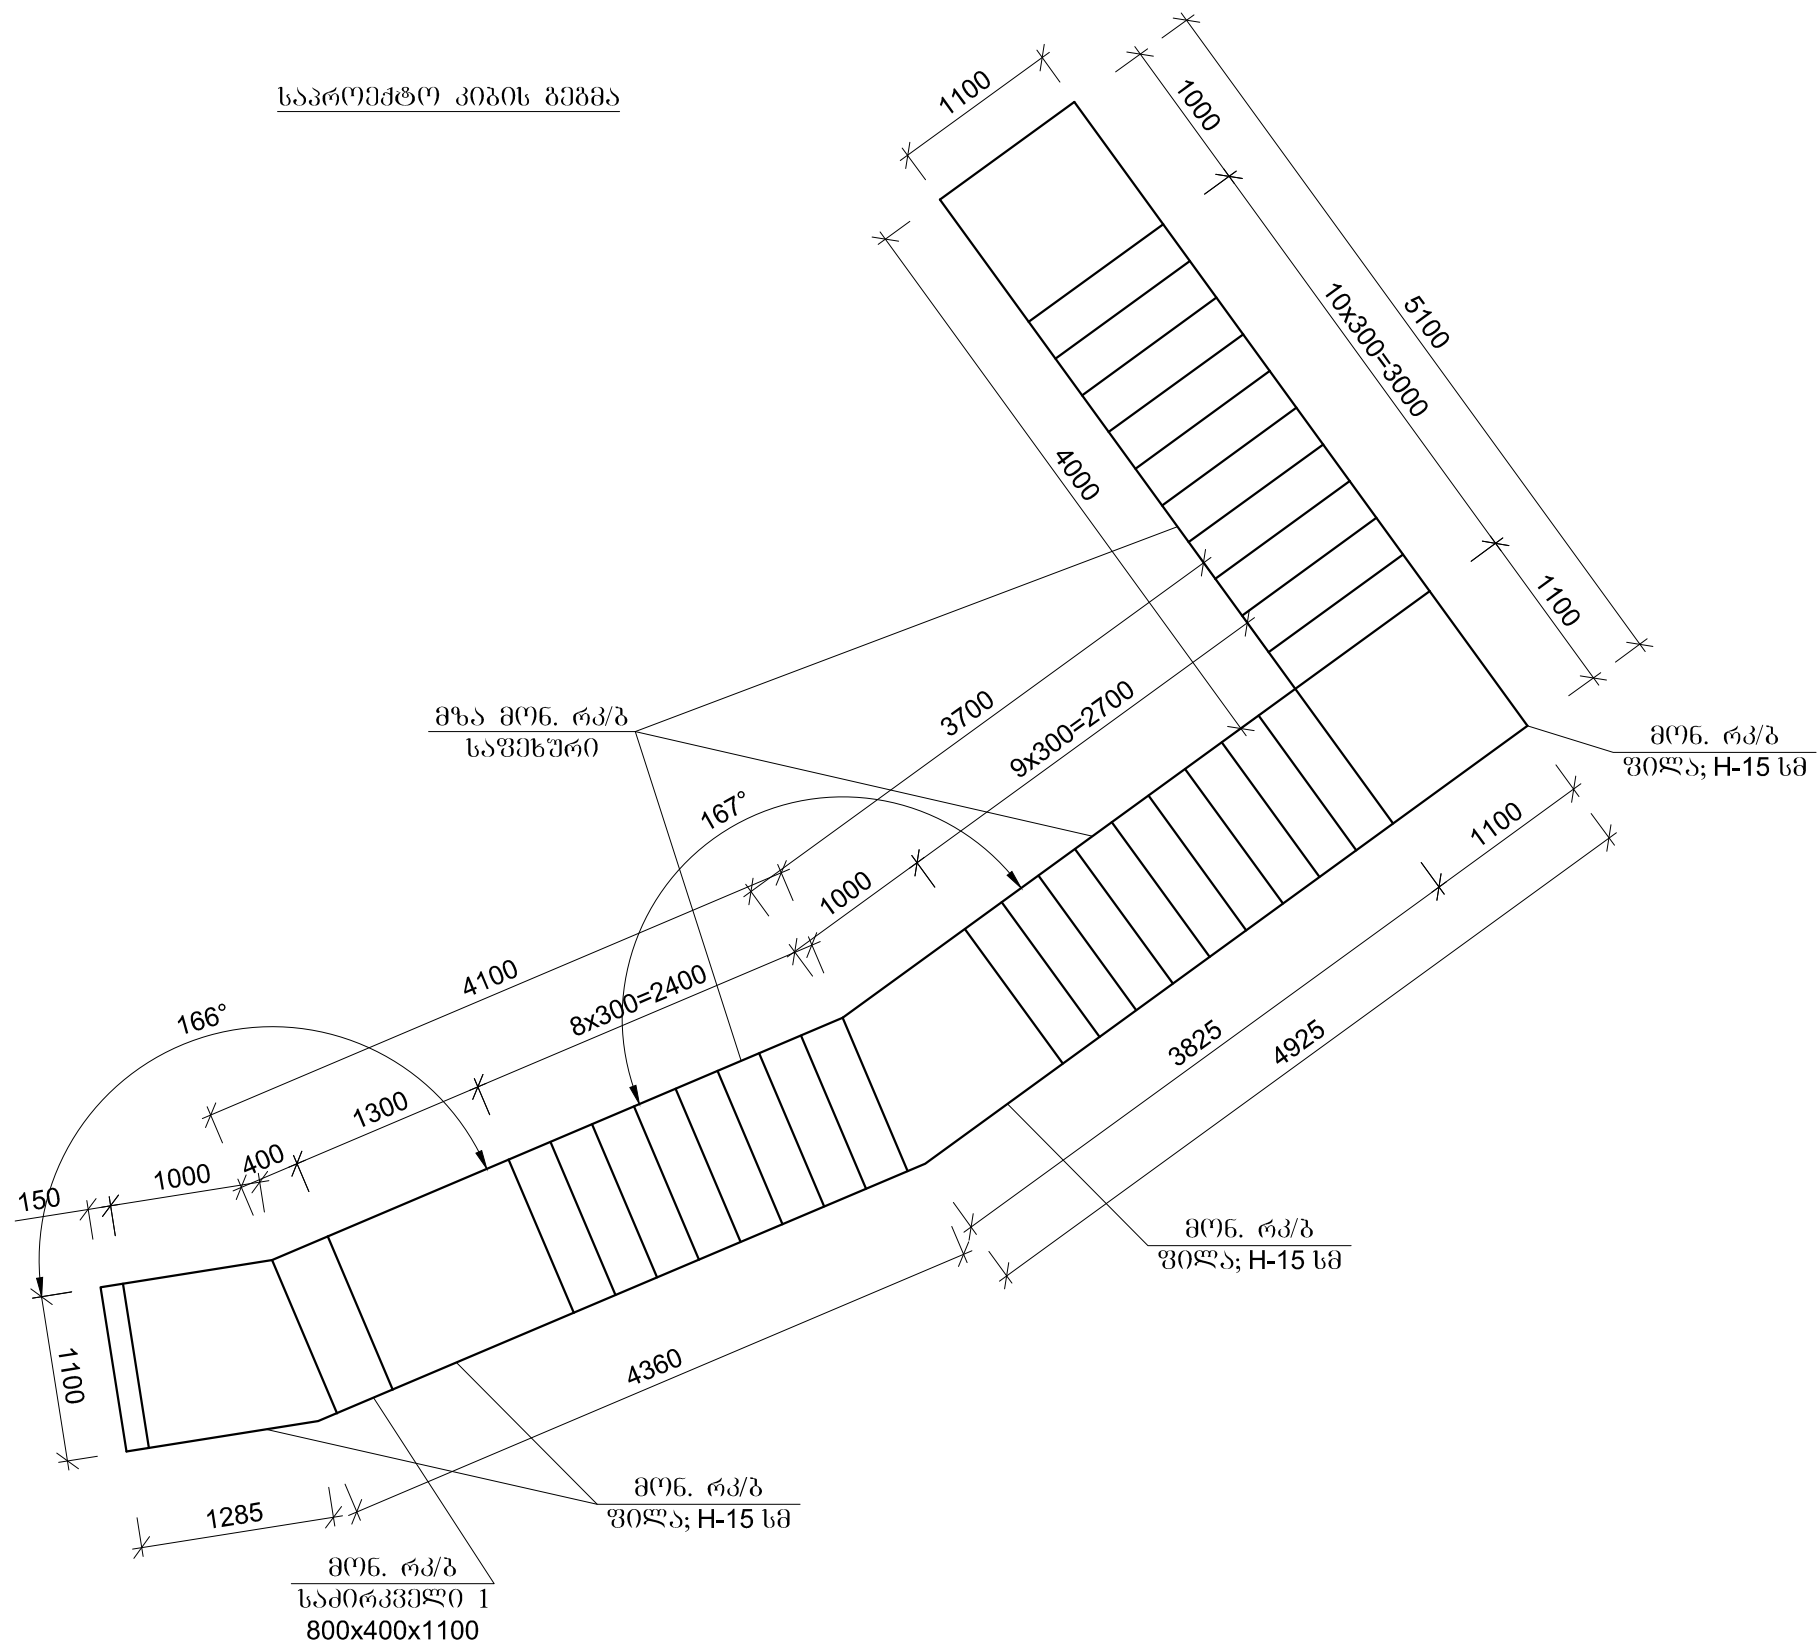 საპროექტო კიბის გეგმა
1100
1000
10x300=3000
5100
1100
4000
3700
9x300=2700
მზა მონ. რკ/ბ
საფეხური
მონ. რკ/ბ
ფილა; H-15 სმ
167°
1000
1100
4100
8x300=2400
166°
1300
3825
4925
400
1000
150
მონ. რკ/ბ
ფილა; H-15 სმ
1100
4360
1285
მონ. რკ/ბ
ფილა; H-15 სმ
მონ. რკ/ბ
საძირკველი 1
800x400x1100